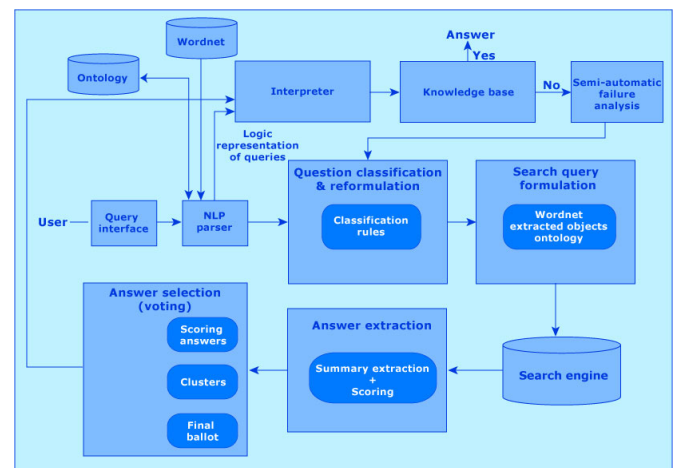 Wordnet
Ontology
Answer
Yes
Interpreter
Knowledge base
No
Semi-automatic
failure
analysis
Logic
representation
of queries
Question classification
& reformulation
Classification
rules
Search query
formulation
Wordnet
extracted objects
ontology
User
Query
interface
NLP
parser
Answer selection
(voting)
Scoring
answers
Clusters
Final
ballot
Answer extraction
Summary extraction
+
Scoring
Search engine